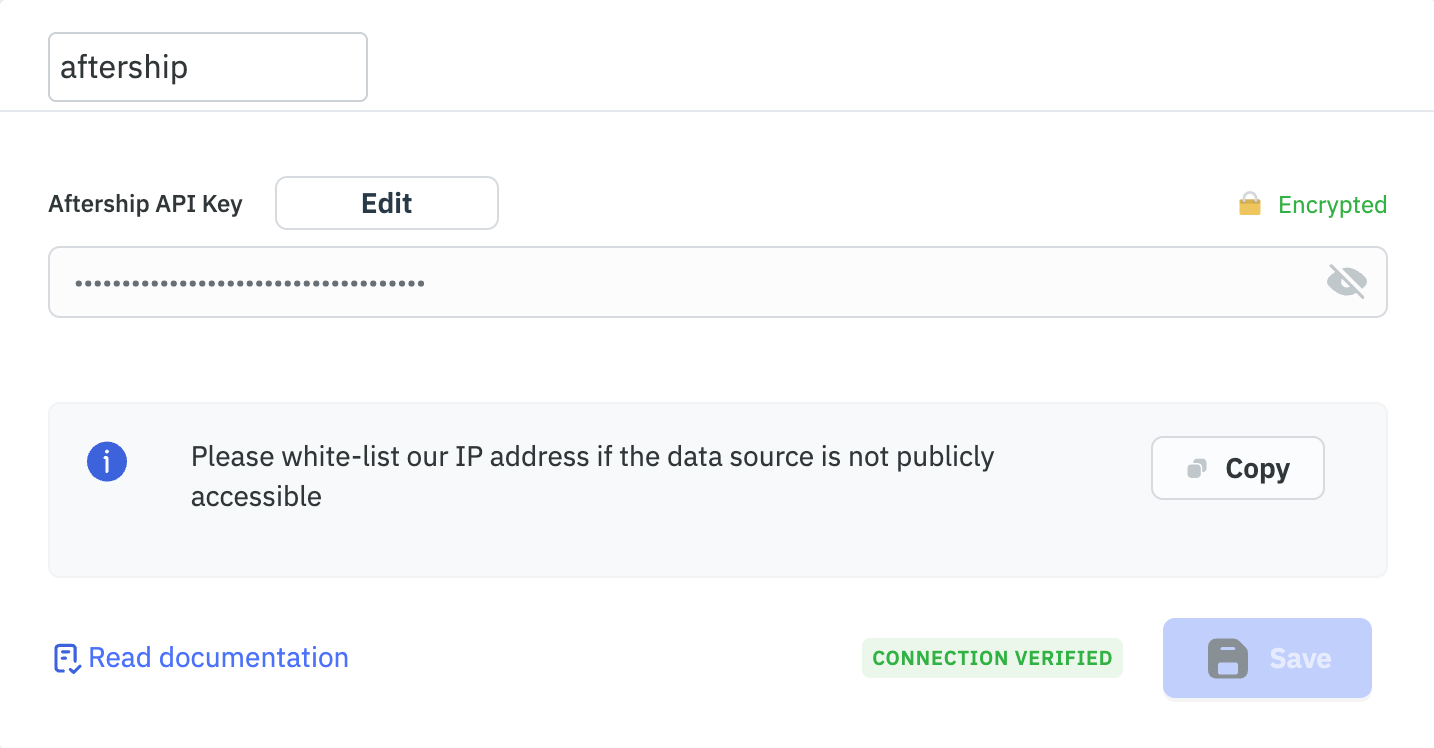 aftership
Aftership API Key
Edit
Encrypted
Please white-list our IP address if the data source is not publicly
accessible
Copy
Read documentation
CONNECTION VERIFIED
Save